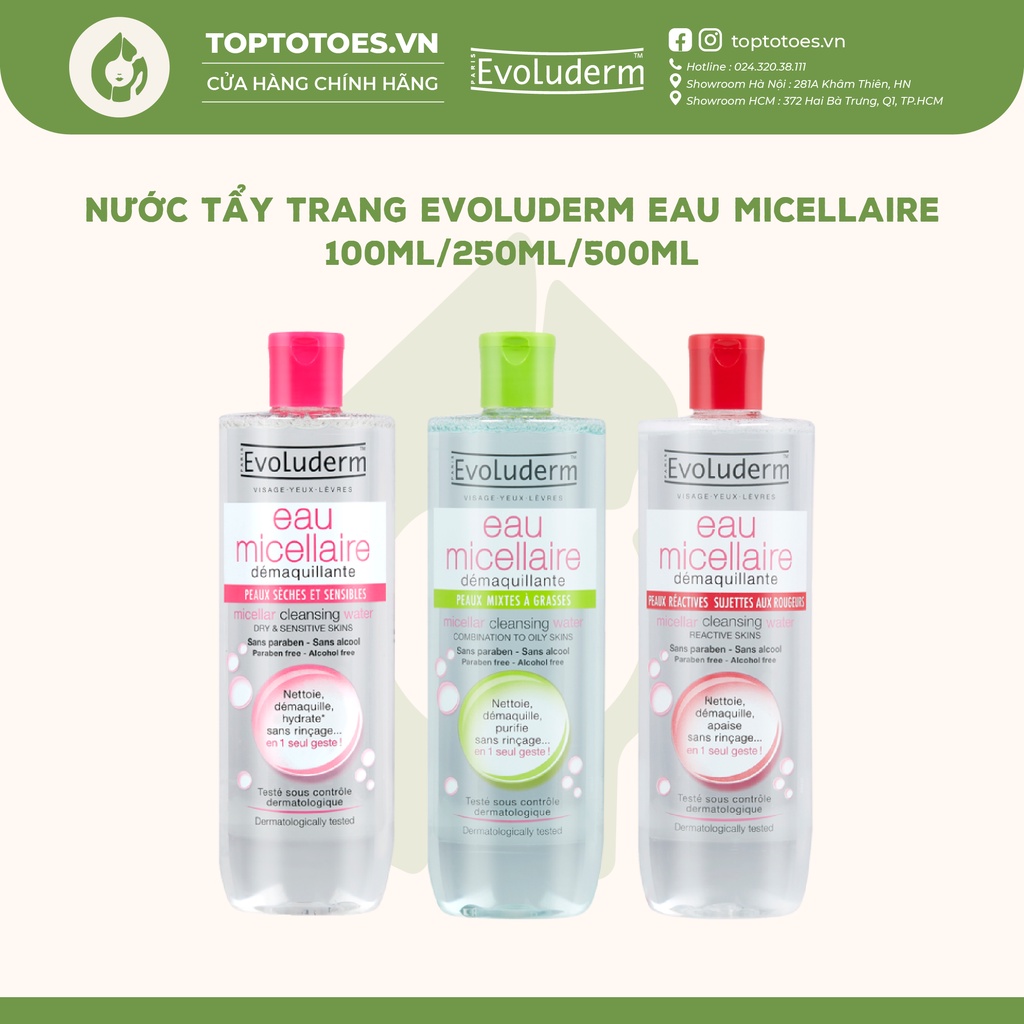 TOPTOTOES.VN
CỬA HÀNG CHÍNH HÃNG
PARIS
Evoluderm™
toptotoes.vn
Hotline : 024.320.38.111
Showroom Hà Nội : 281A Khâm Thiên, HN
Showroom HCM : 372 Hai Bà Trưng, Q1, TP.HCM
NƯỚC TẨY TRANG EVOLUDERM EAU MICELLAIRE
100ML/250ML/500ML
PARIS
Evoluderm™
VISAGE·YEUX·LÈVRES
eau
micellaire
démaquillante
PEAUX SÈCHES ET SENSIBLES
micellar cleansing water
DRY & SENSITIVE SKINS
Sans paraben - Sans alcool
Paraben free - Alcohol free
Nettoie,
démaquille,
hydrate*
sans rinçage...
en 1 seul geste !
Testé sous contrôle
dermatologique
Dermatologically tested
PARIS
Evoluderm™
VISAGE·YEUX·LÈVRES
eau
micellaire
démaquillante
PEAUX MIXTES À GRASSES
micellar cleansing water
COMBINATION TO OILY SKINS
Sans paraben - Sans alcool
Paraben free - Alcohol free
Nettoie,
démaquille,
purifie
sans rinçage...
en 1 seul geste !
Testé sous contrôle
dermatologique
Dermatologically tested
PARIS
Evoluderm™
VISAGE·YEUX·LÈVRES
eau
micellaire
démaquillante
PEAUX RÉACTIVES SUJETTES AUX ROUGEURS
micellar cleansing water
REACTIVE SKINS
Sans paraben - Sans alcool
Paraben free - Alcohol free
Nettoie,
démaquille,
apaise
sans rinçage...
en 1 seul geste !
Testé sous contrôle
dermatologique
Dermatologically tested